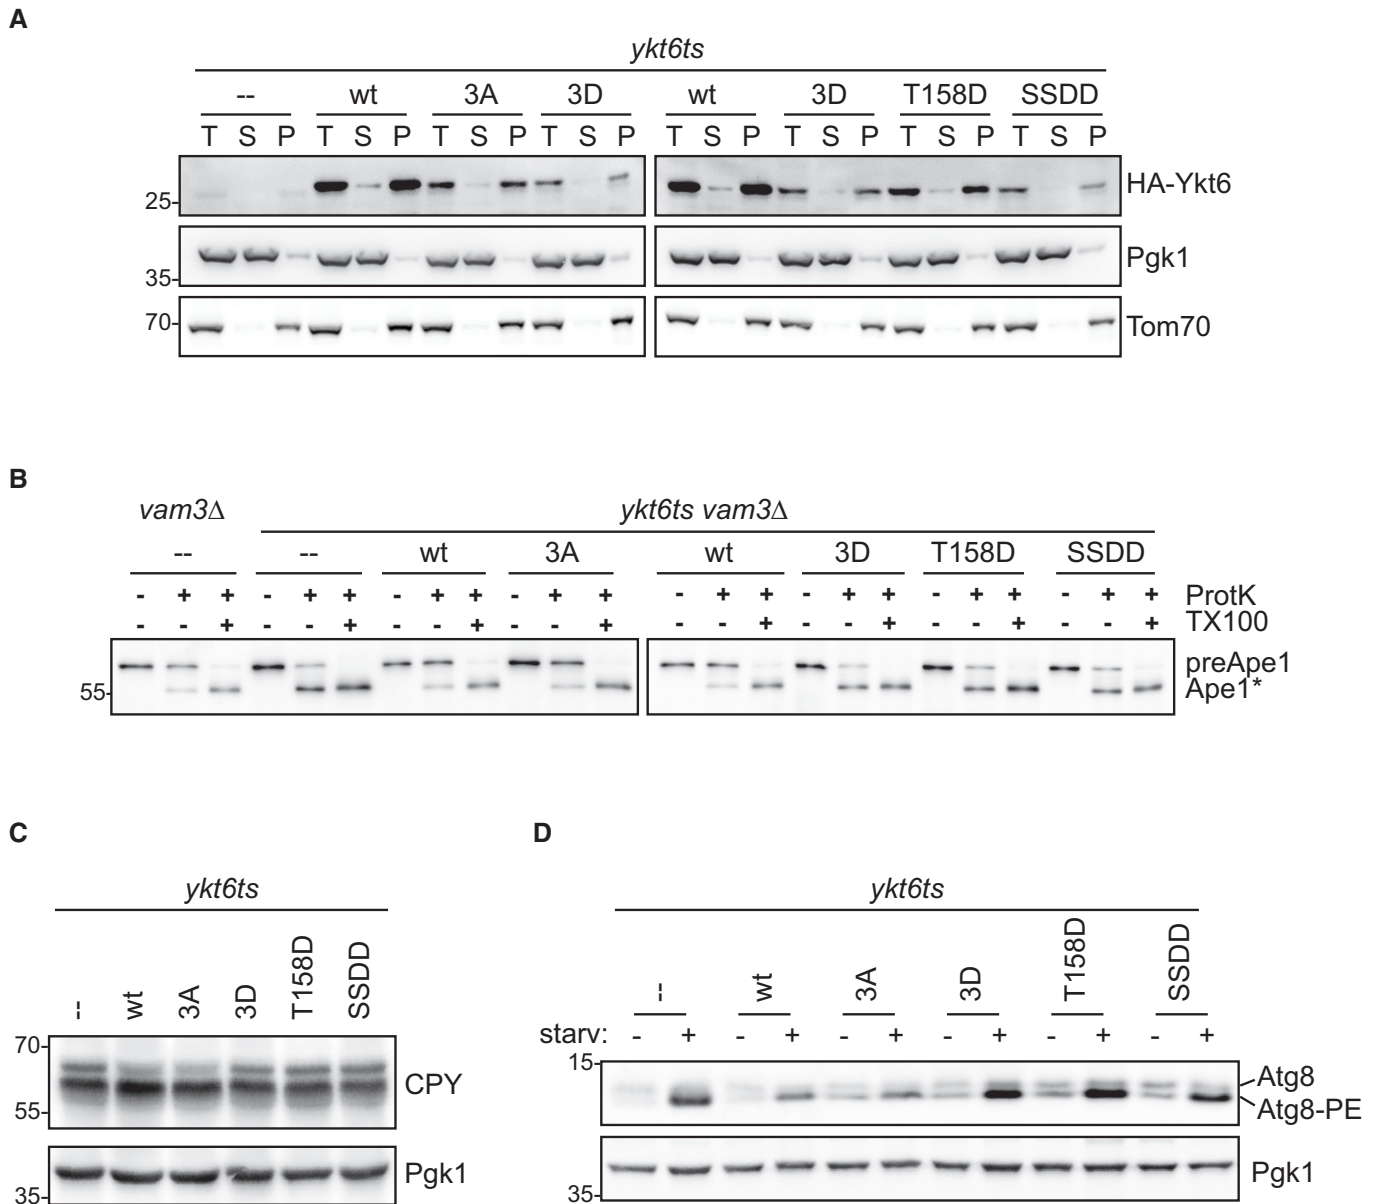 A
ykt6ts
-- wt 3A 3D wt 3D T158D SSDD
T S P T S P T S P T S P T S P T S P T S P T S P
25- HA-Ykt6
Pgk1
35-
70- Tom70
B
vam3Δ ykt6ts vam3Δ
-- -- wt 3A wt 3D T158D SSDD
- + + - + + - + + - + + - + + - + + - + + - + + ProtK
- - + - - + - - + - - + - - + - - + - - + - - + TX100
preApe1
55- Ape1*
C D
ykt6ts ykt6ts
-- wt 3A 3D T158D SSDD -- wt 3A 3D T158D SSDD
starv: - + - + - + - + - + - +
70- CPY 15- Atg8
55- Atg8-PE
Pgk1 Pgk1
35- 35-